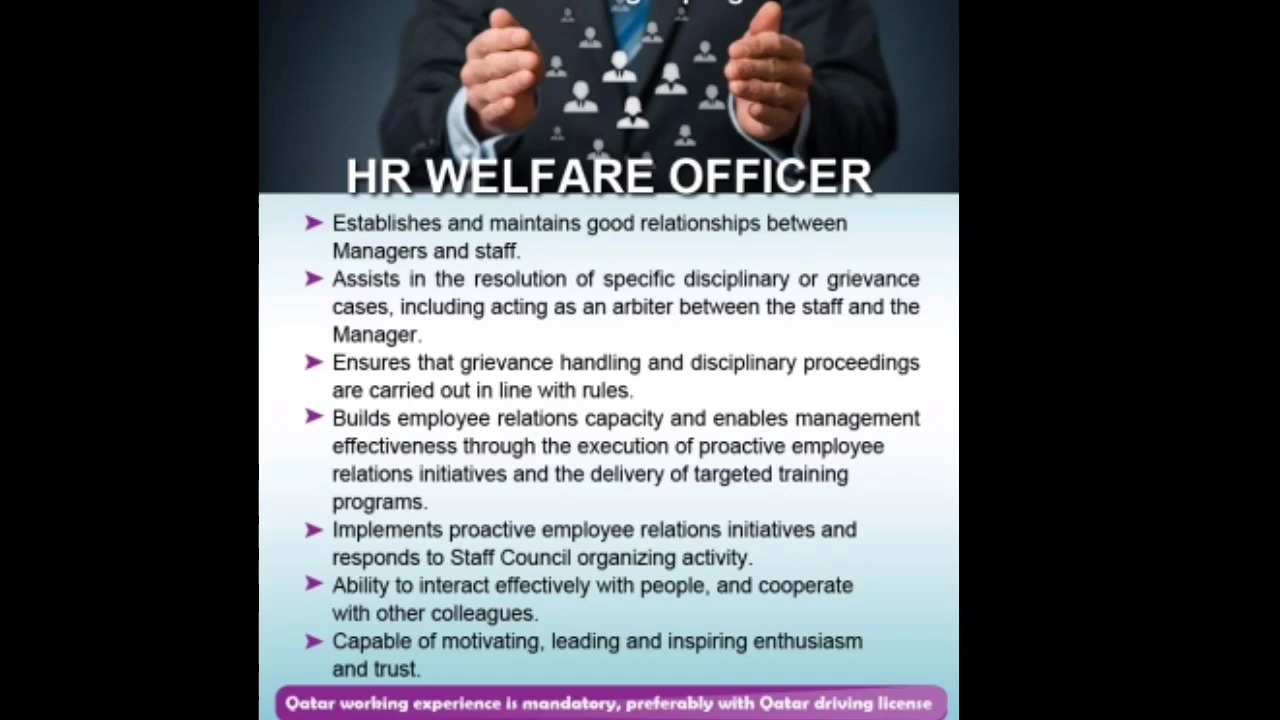 HR WELFARE OFFICER
➤ Establishes and maintains good relationships between
Managers and staff.
➤ Assists in the resolution of specific disciplinary or grievance
cases, including acting as an arbiter between the staff and the
Manager.
➤ Ensures that grievance handling and disciplinary proceedings
are carried out in line with rules.
➤ Builds employee relations capacity and enables management
effectiveness through the execution of proactive employee
relations initiatives and the delivery of targeted training
programs.
➤ Implements proactive employee relations initiatives and
responds to Staff Council organizing activity.
➤ Ability to interact effectively with people, and cooperate
with other colleagues.
➤ Capable of motivating, leading and inspiring enthusiasm
and trust.
Qatar working experience is mandatory, preferably with Qatar driving license